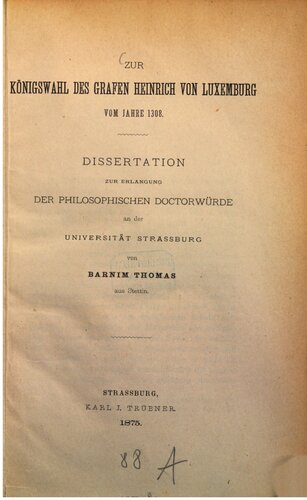 ZUR
KÖNIGSWAHL DES GRAFEN HEINRICH VON LUXEMBURG
VOM JAHRE 1308.
DISSERTATION
ZUR ERLANGUNG
DER PHILOSOPHISCHEN DOCTORWÜRDE
an der
UNIVERSITÄT STRASSBURG
von
BARNIM THOMAS
aus Stettin.
STRASSBURG,
KARL I. TRÜBNER.
1875.
88 A